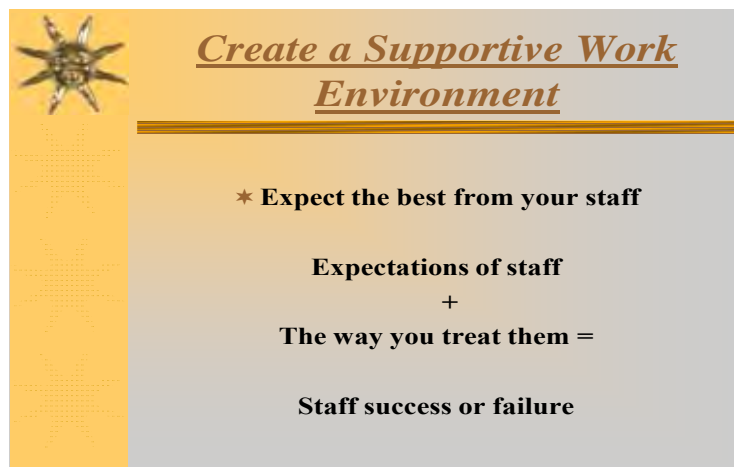 Create a Supportive Work
Environment
✶ Expect the best from your staff
Expectations of staff
+
The way you treat them =
Staff success or failure